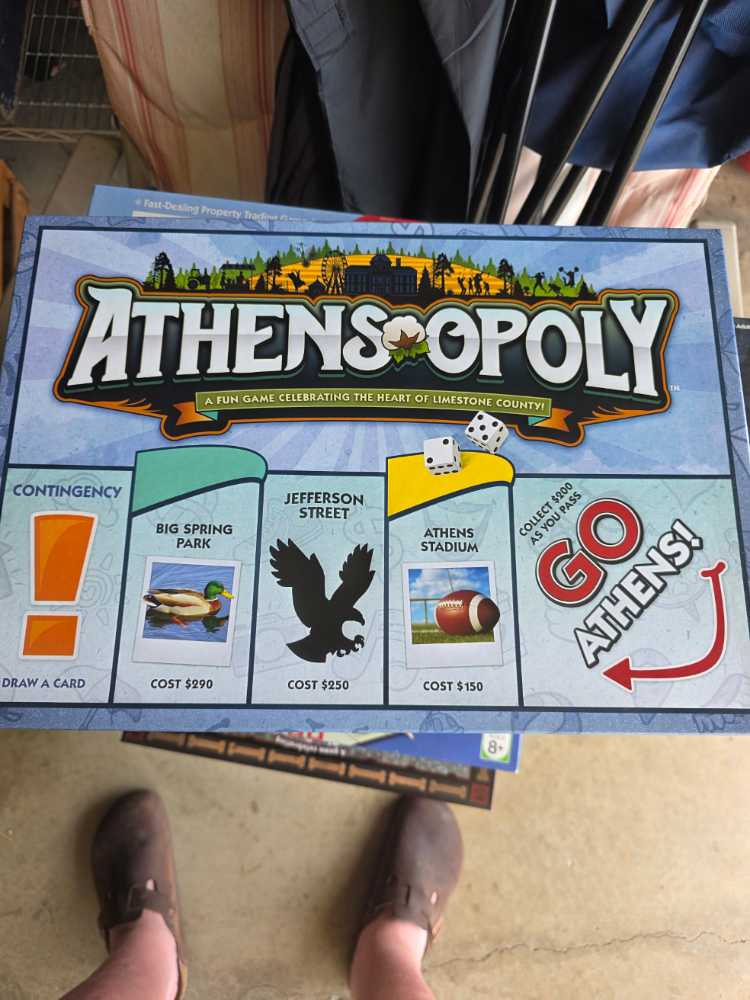 Fast-Dealing Property Trading Game
ATHENS OPOLY
TM
A FUN GAME CELEBRATING THE HEART OF LIMESTONE COUNTY!
CONTINGENCY
!
DRAW A CARD
BIG SPRING
PARK
COST $290
JEFFERSON
STREET
COST $250
ATHENS
STADIUM
COST $150
COLLECT $200
AS YOU PASS
GO
ATHENS!
8+